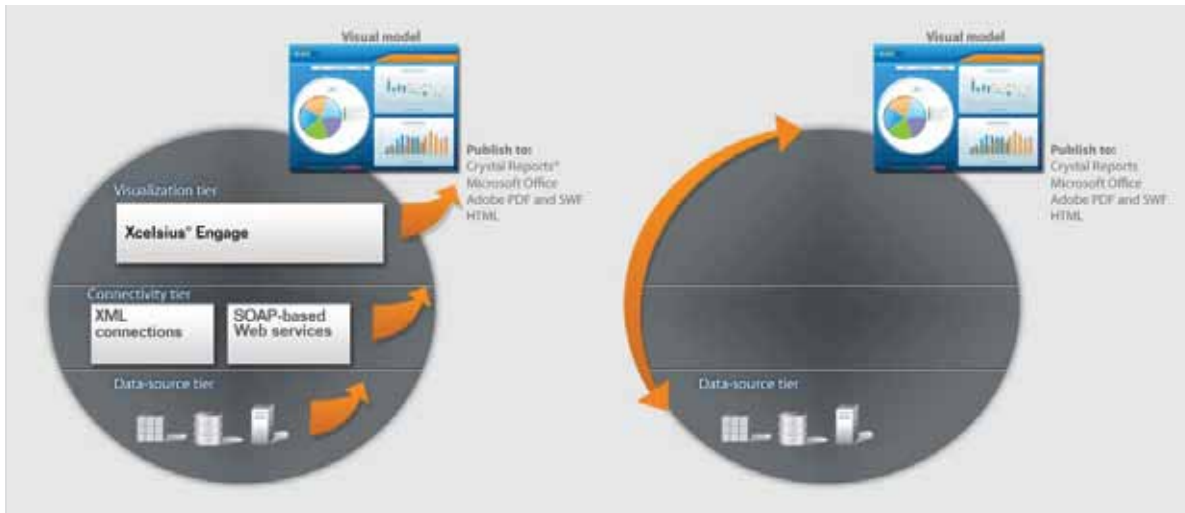 Visual model
Publish to:
Crystal Reports®
Microsoft Office
Adobe PDF and SWF
HTML
Visualization tier
Xcelsius® Engage
Connectivity tier
XML
connections
SOAP-based
Web services
Data-source tier
Visual model
Publish to:
Crystal Reports
Microsoft Office
Adobe PDF and SWF
HTML
Data-source tier